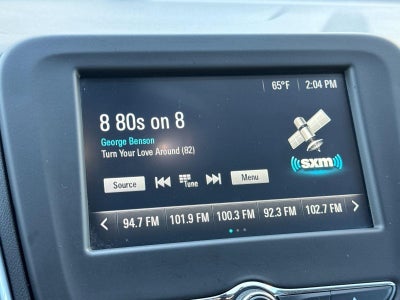 65°F 2:04 PM
8 80s on 8
George Benson
Turn Your Love Around (82)
sxm
Source Tune Menu
94.7 FM 101.9 FM 100.3 FM 92.3 FM 102.7 FM